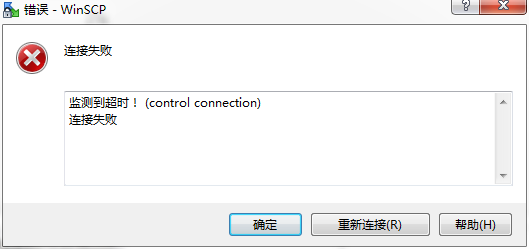 错误 - WinSCP
连接失败
监测到超时！ (control connection)
连接失败
确定
重新连接(R)
帮助(H)